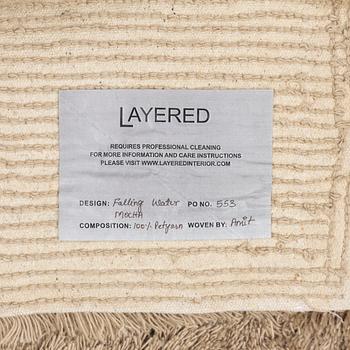 LAYERED
REQUIRES PROFESSIONAL CLEANING
FOR MORE INFORMATION AND CARE INSTRUCTIONS
PLEASE VISIT WWW.LAYEREDINTERIOR.COM
DESIGN: Falling Water PO NO. 553
MOCHA
COMPOSITION: 100% WOVEN BY: Amit